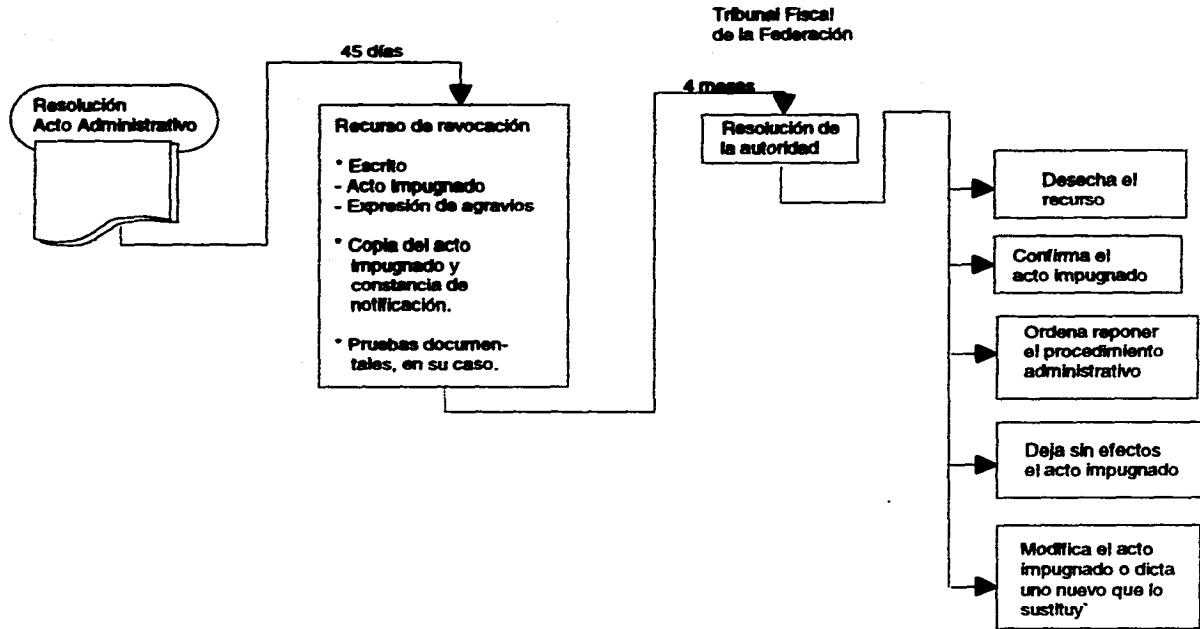 Tribunal Fiscal
de la Federación
45 días
4 meses
Resolución
Acto Administrativo
Recurso de revocación
* Escrito
- Acto Impugnado
- Expresión de agravios
* Copia del acto
impugnado y
constancia de
notificación.
* Pruebas documen-
tales, en su caso.
Resolución de
la autoridad
Desecha el
recurso
Confirma el
acto impugnado
Ordena reponer
el procedimiento
administrativo
Deja sin efectos
el acto impugnado
Modifica el acto
impugnado o dicta
uno nuevo que lo
sustituy